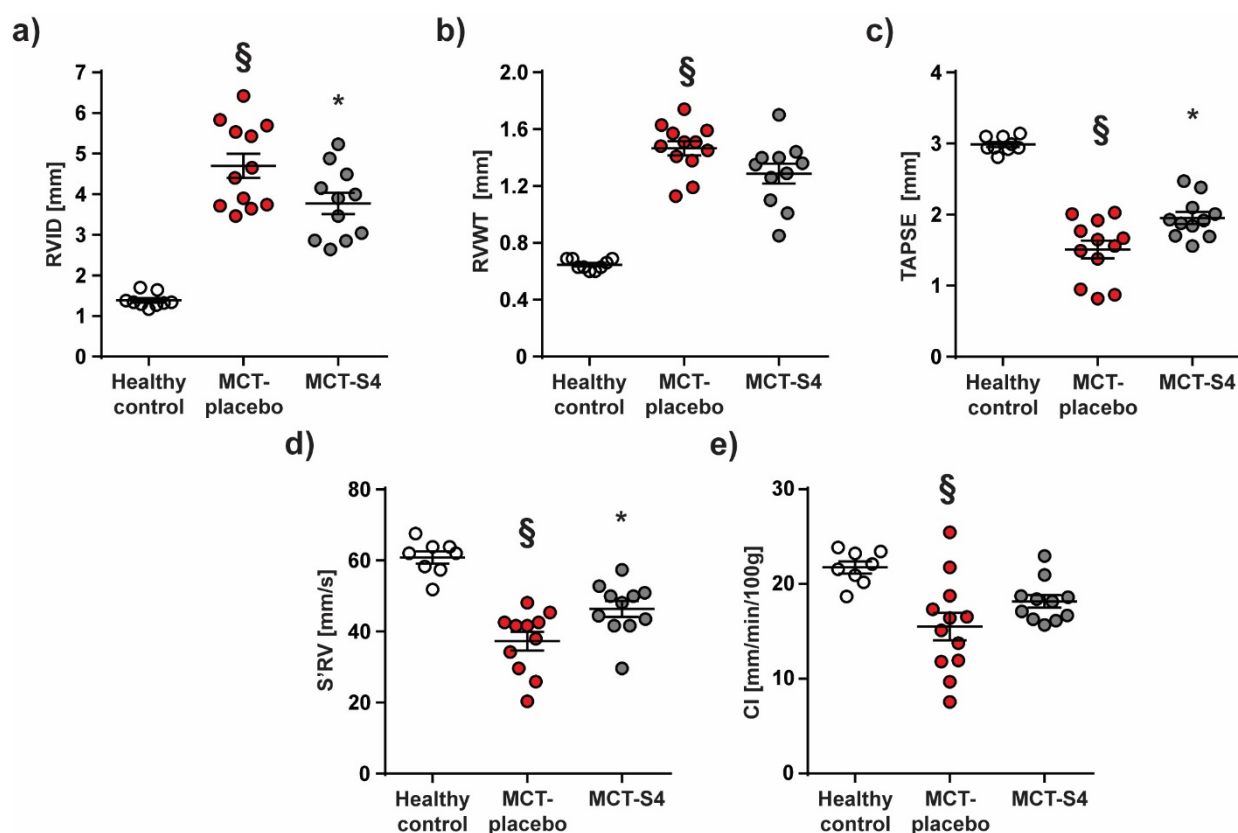 a)
§
*
RVID [mm]
7
6
5
4
3
2
1
0
Healthy control
MCT-placebo
MCT-S4
b)
§
RVWT [mm]
2.0
1.6
1.2
0.8
0.4
0
Healthy control
MCT-placebo
MCT-S4
c)
§
*
TAPSE [mm]
4
3
2
1
0
Healthy control
MCT-placebo
MCT-S4
d)
§
*
S'RV [mm/s]
80
60
40
20
0
Healthy control
MCT-placebo
MCT-S4
e)
§
CI [mm/min/100g]
30
20
10
0
Healthy control
MCT-placebo
MCT-S4